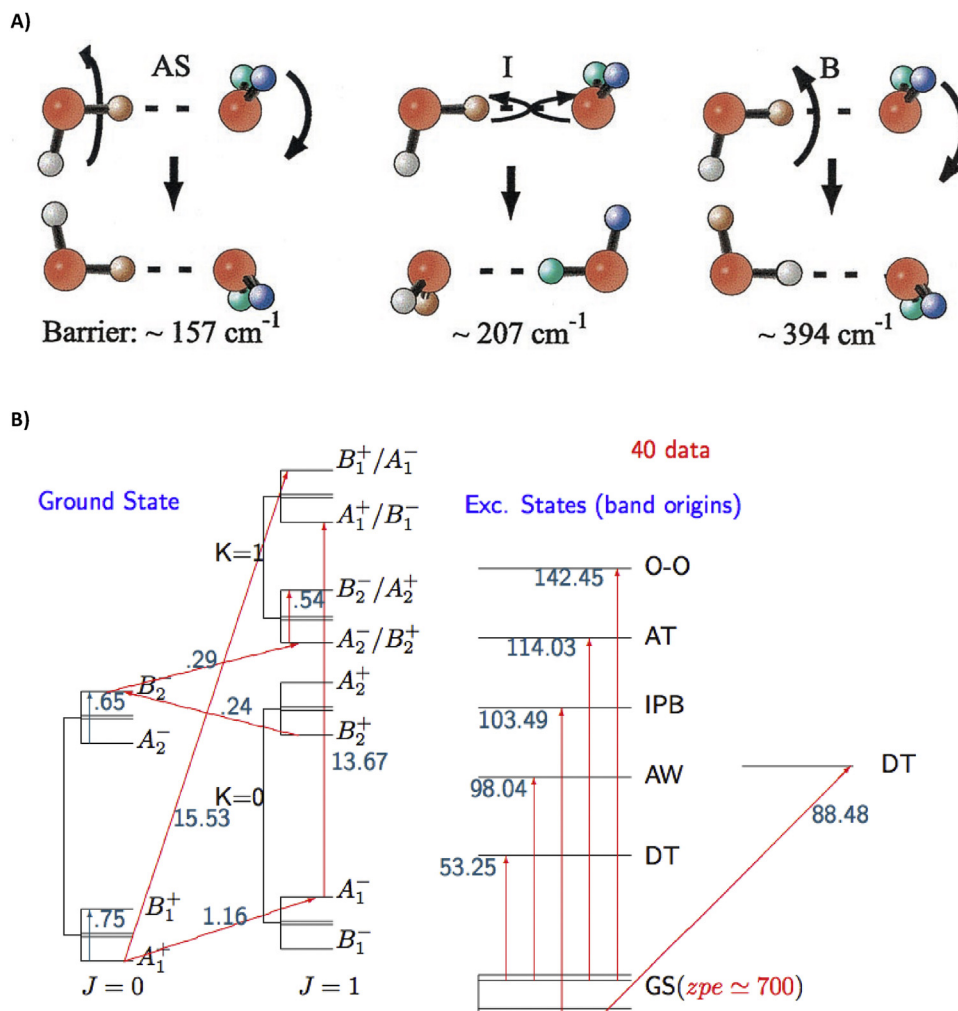 A)
AS
I
B
Barrier: ~ 157 cm⁻¹
~ 207 cm⁻¹
~ 394 cm⁻¹
B)
40 data
Ground State
Exc. States (band origins)
B₁⁺/A₁⁻
A₁⁺/B₁⁻
K=1
B₂⁻/A₂⁺
.54
A₂⁻/B₂⁺
.29
B₂⁻
.65
A₂⁺
.24
A₂⁻
B₂⁺
13.67
K=0
15.53
B₁⁺
.75
A₁⁻
1.16
A₁⁺
B₁⁻
J = 0
J = 1
O-O
142.45
AT
114.03
IPB
103.49
AW
98.04
DT
53.25
DT
88.48
GS(zpe ≃ 700)